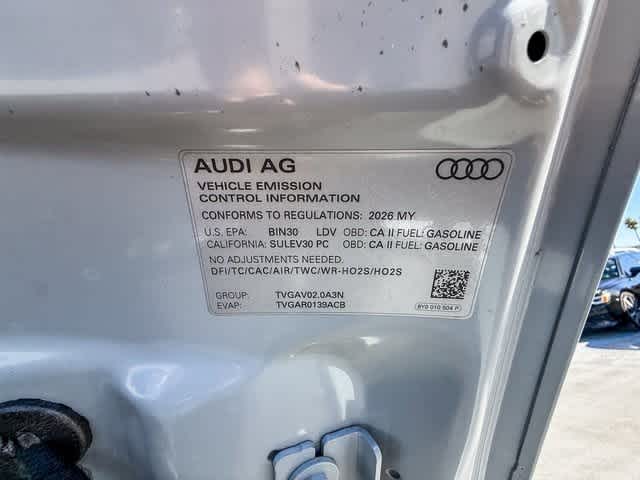 AUDI AG
VEHICLE EMISSION
CONTROL INFORMATION
CONFORMS TO REGULATIONS: 2026 MY
U.S. EPA: BIN30 LDV OBD: CA II FUEL: GASOLINE
CALIFORNIA: SULEV30 PC OBD: CA II FUEL: GASOLINE
NO ADJUSTMENTS NEEDED.
DFI/TC/CAC/AIR/TWC/WR-HO2S/HO2S
GROUP: TVGAV02.0A3N
EVAP: TVGAR0139ACB
8Y0 010 504 P